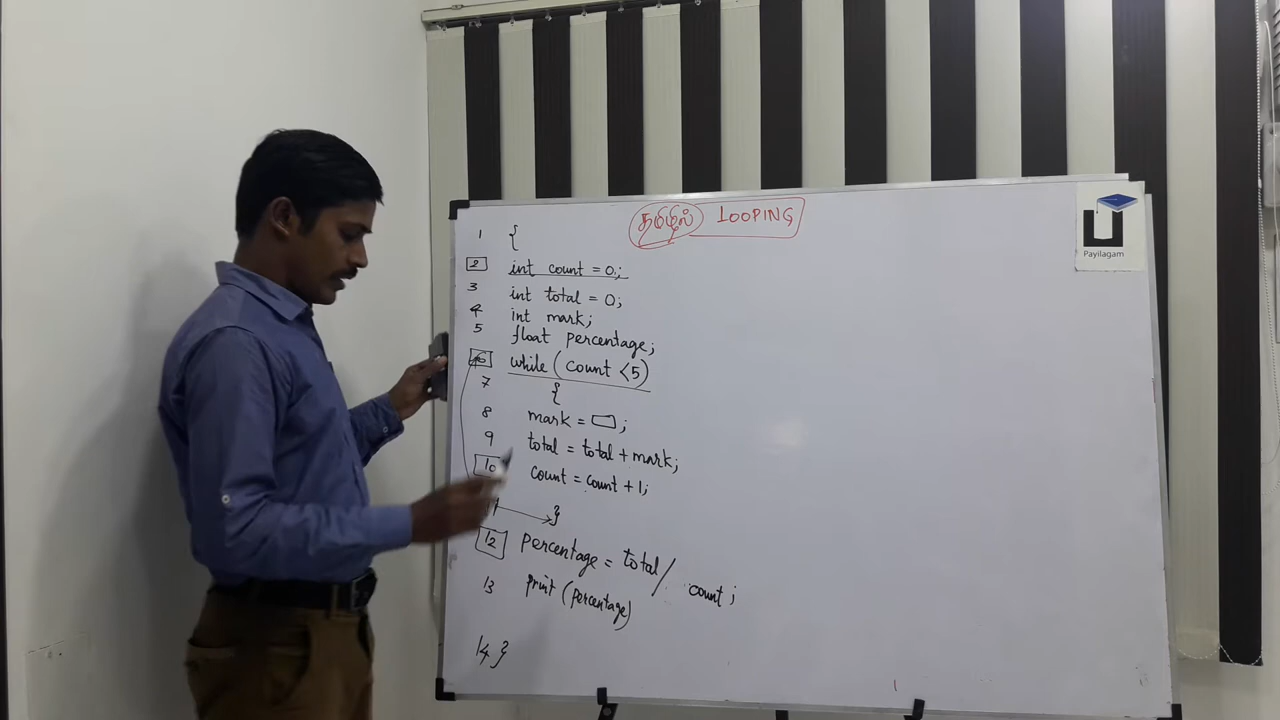 தமிழில் LOOPING
Payilagam
1 {
2 int count = 0;
3 int total = 0;
4 int mark;
5 float percentage;
6 while (count <5)
7 {
8 mark = ;
9 total = total + mark;
10 count = count + 1;
11 }
12 percentage = total / count;
13 print (percentage)
14 }